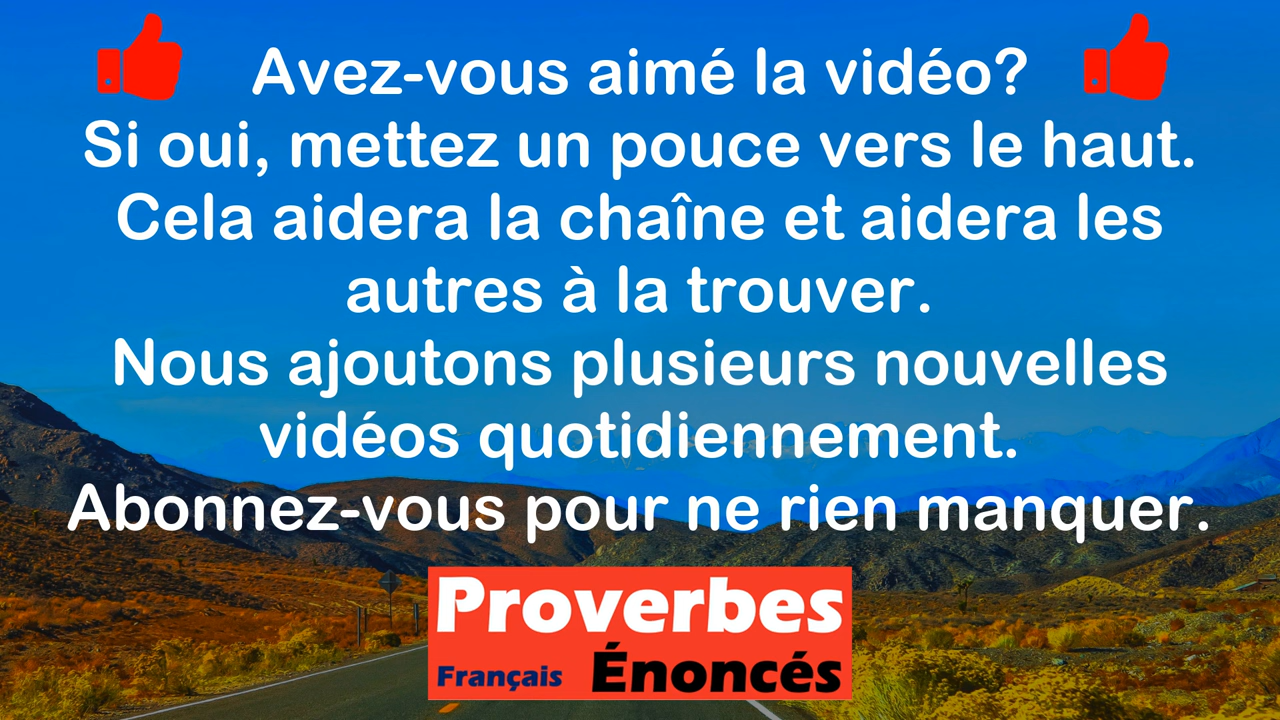 Avez-vous aimé la vidéo?
Si oui, mettez un pouce vers le haut.
Cela aidera la chaîne et aidera les
autres à la trouver.
Nous ajoutons plusieurs nouvelles
vidéos quotidiennement.
Abonnez-vous pour ne rien manquer.
Proverbes
Français Énoncés